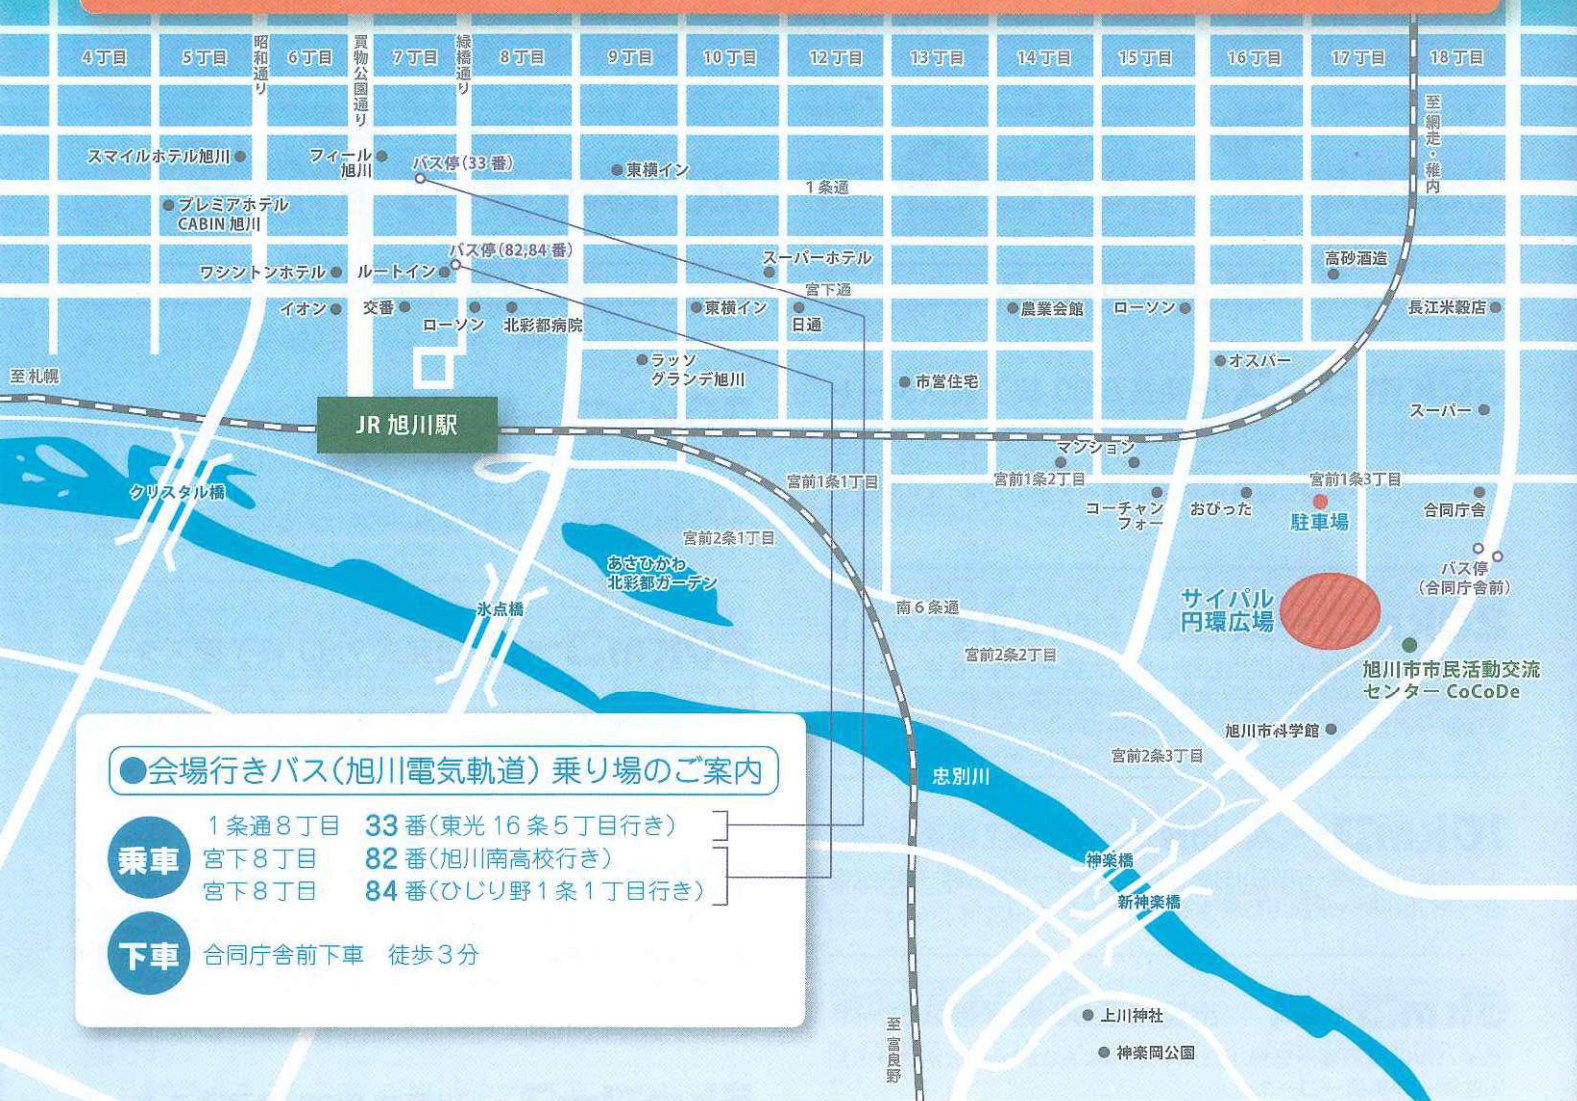 4丁目
5丁目
昭和通り
6丁目
買物公園通り
7丁目
緑橋通り
8丁目
9丁目
10丁目
12丁目
13丁目
14丁目
15丁目
16丁目
17丁目
18丁目
至 網走・稚内
スマイルホテル旭川
フィール
旭川
バス停(33番)
東横イン
1条通
プレミアホテル
CABIN 旭川
バス停(82,84番)
ワシントンホテル
ルートイン
スーパーホテル
宮下通
高砂酒造
イオン
交番
ローソン
北彩都病院
東横イン
日通
農業会館
ローソン
長江米穀店
至札幌
ラッソ
グランデ旭川
市営住宅
オスパー
スーパー
JR 旭川駅
マンション
クリスタル橋
宮前1条1丁目
宮前1条2丁目
宮前1条3丁目
コーチャン
フォー
おぴった
駐車場
合同庁舎
宮前2条1丁目
あさひかわ
北彩都ガーデン
バス停
(合同庁舎前)
氷点橋
南6条通
サイパル
円環広場
宮前2条2丁目
旭川市市民活動交流
センター CoCoDe
旭川市科学館
宮前2条3丁目
忠別川
●会場行きバス(旭川電気軌道) 乗り場のご案内
乗車
1条通8丁目 33番(東光16条5丁目行き)
宮下8丁目 82番(旭川南高校行き)
宮下8丁目 84番(ひじり野1条1丁目行き)
下車
合同庁舎前下車 徒歩3分
神楽橋
新神楽橋
上川神社
神楽岡公園
至 富良野